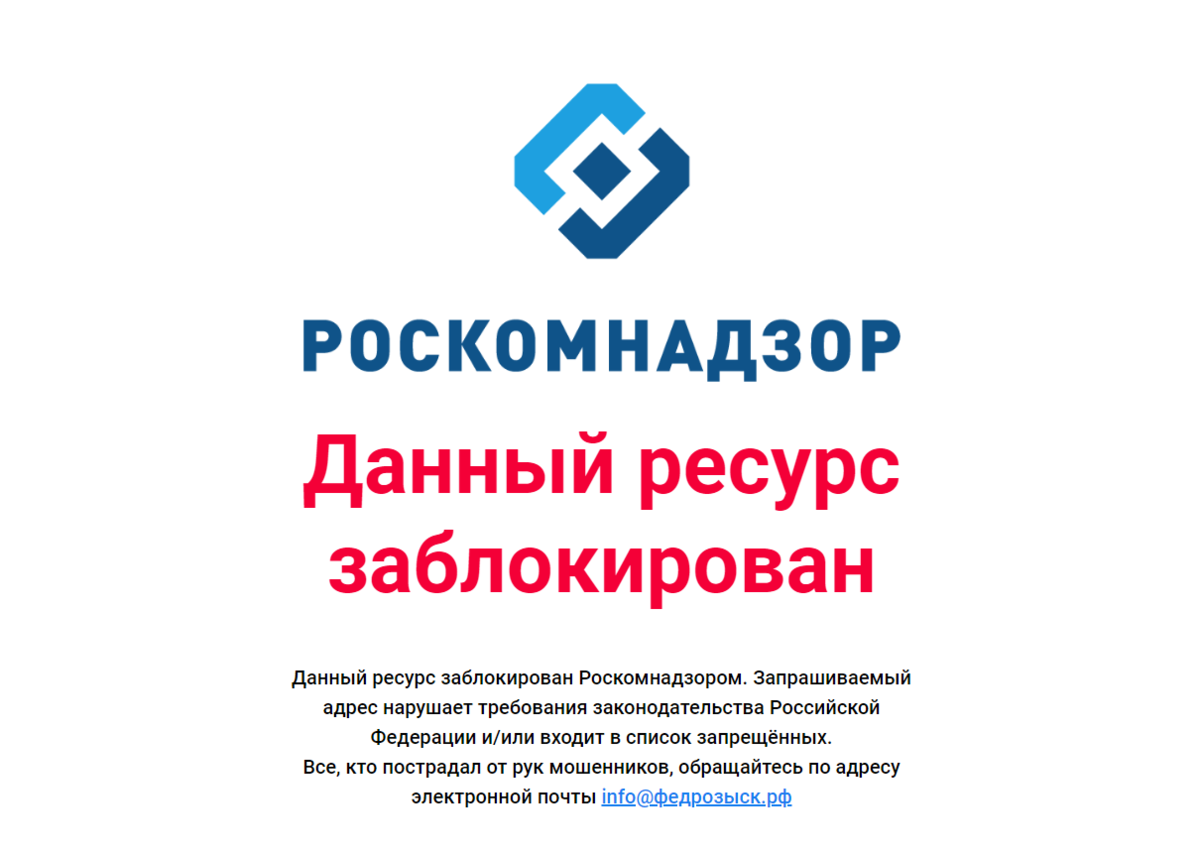 РОСКОМНАДЗОР
Данный ресурс
заблокирован
Данный ресурс заблокирован Роскомнадзором. Запрашиваемый
адрес нарушает требования законодательства Российской
Федерации и/или входит в список запрещённых.
Все, кто пострадал от рук мошенников, обращайтесь по адресу
электронной почты info@федрозыск.рф